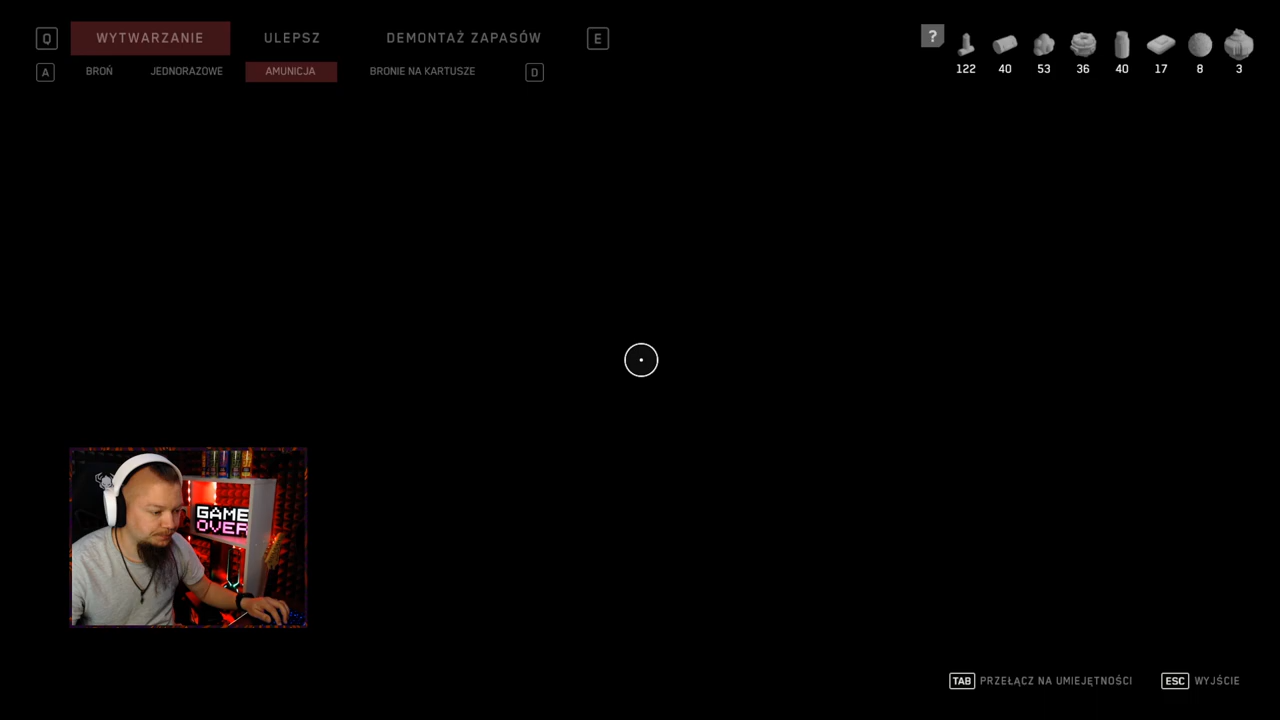 Q WYTWARZANIE ULEPSZ DEMONTAŻ ZAPASÓW E
A BROŃ JEDNORAZOWE AMUNICJA BRONIE NA KARTUSZE D
?
122 40 53 36 40 17 8 3
GAME
OVER
TAB PRZEŁĄCZ NA UMIEJĘTNOŚCI ESC WYJŚCIE